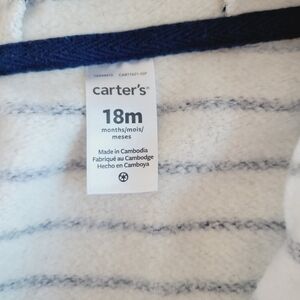 carter's®
18m
months/mois/
meses
Made in Cambodia
Fabriqué au Cambodge
Hecho en Camboya